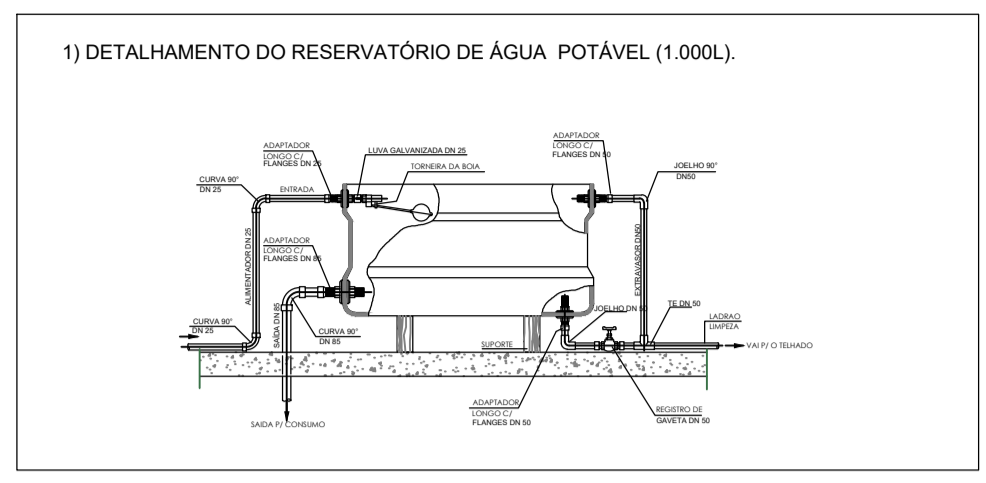 1) DETALHAMENTO DO RESERVATÓRIO DE ÁGUA POTÁVEL (1.000L).
ADAPTADOR
LONGO C/
FLANGES DN 25
LUVA GALVANIZADA DN 25
TORNEIRA DA BOIA
ADAPTADOR
LONGO C/
FLANGES DN 50
JOELHO 90°
DN50
CURVA 90°
DN 25
ENTRADA
ALIMENTADOR DN 25
ADAPTADOR
LONGO C/
FLANGES DN 85
EXTRAVASOR DN50
CURVA 90°
DN 25
SAÍDA DN 85
CURVA 90°
DN 85
SUPORTE
JOELHO DN 50
TE DN 50
LADRAO
LIMPEZA
VAI P/ O TELHADO
ADAPTADOR
LONGO C/
FLANGES DN 50
REGISTRO DE
GAVETA DN 50
SAIDA P/ CONSUMO